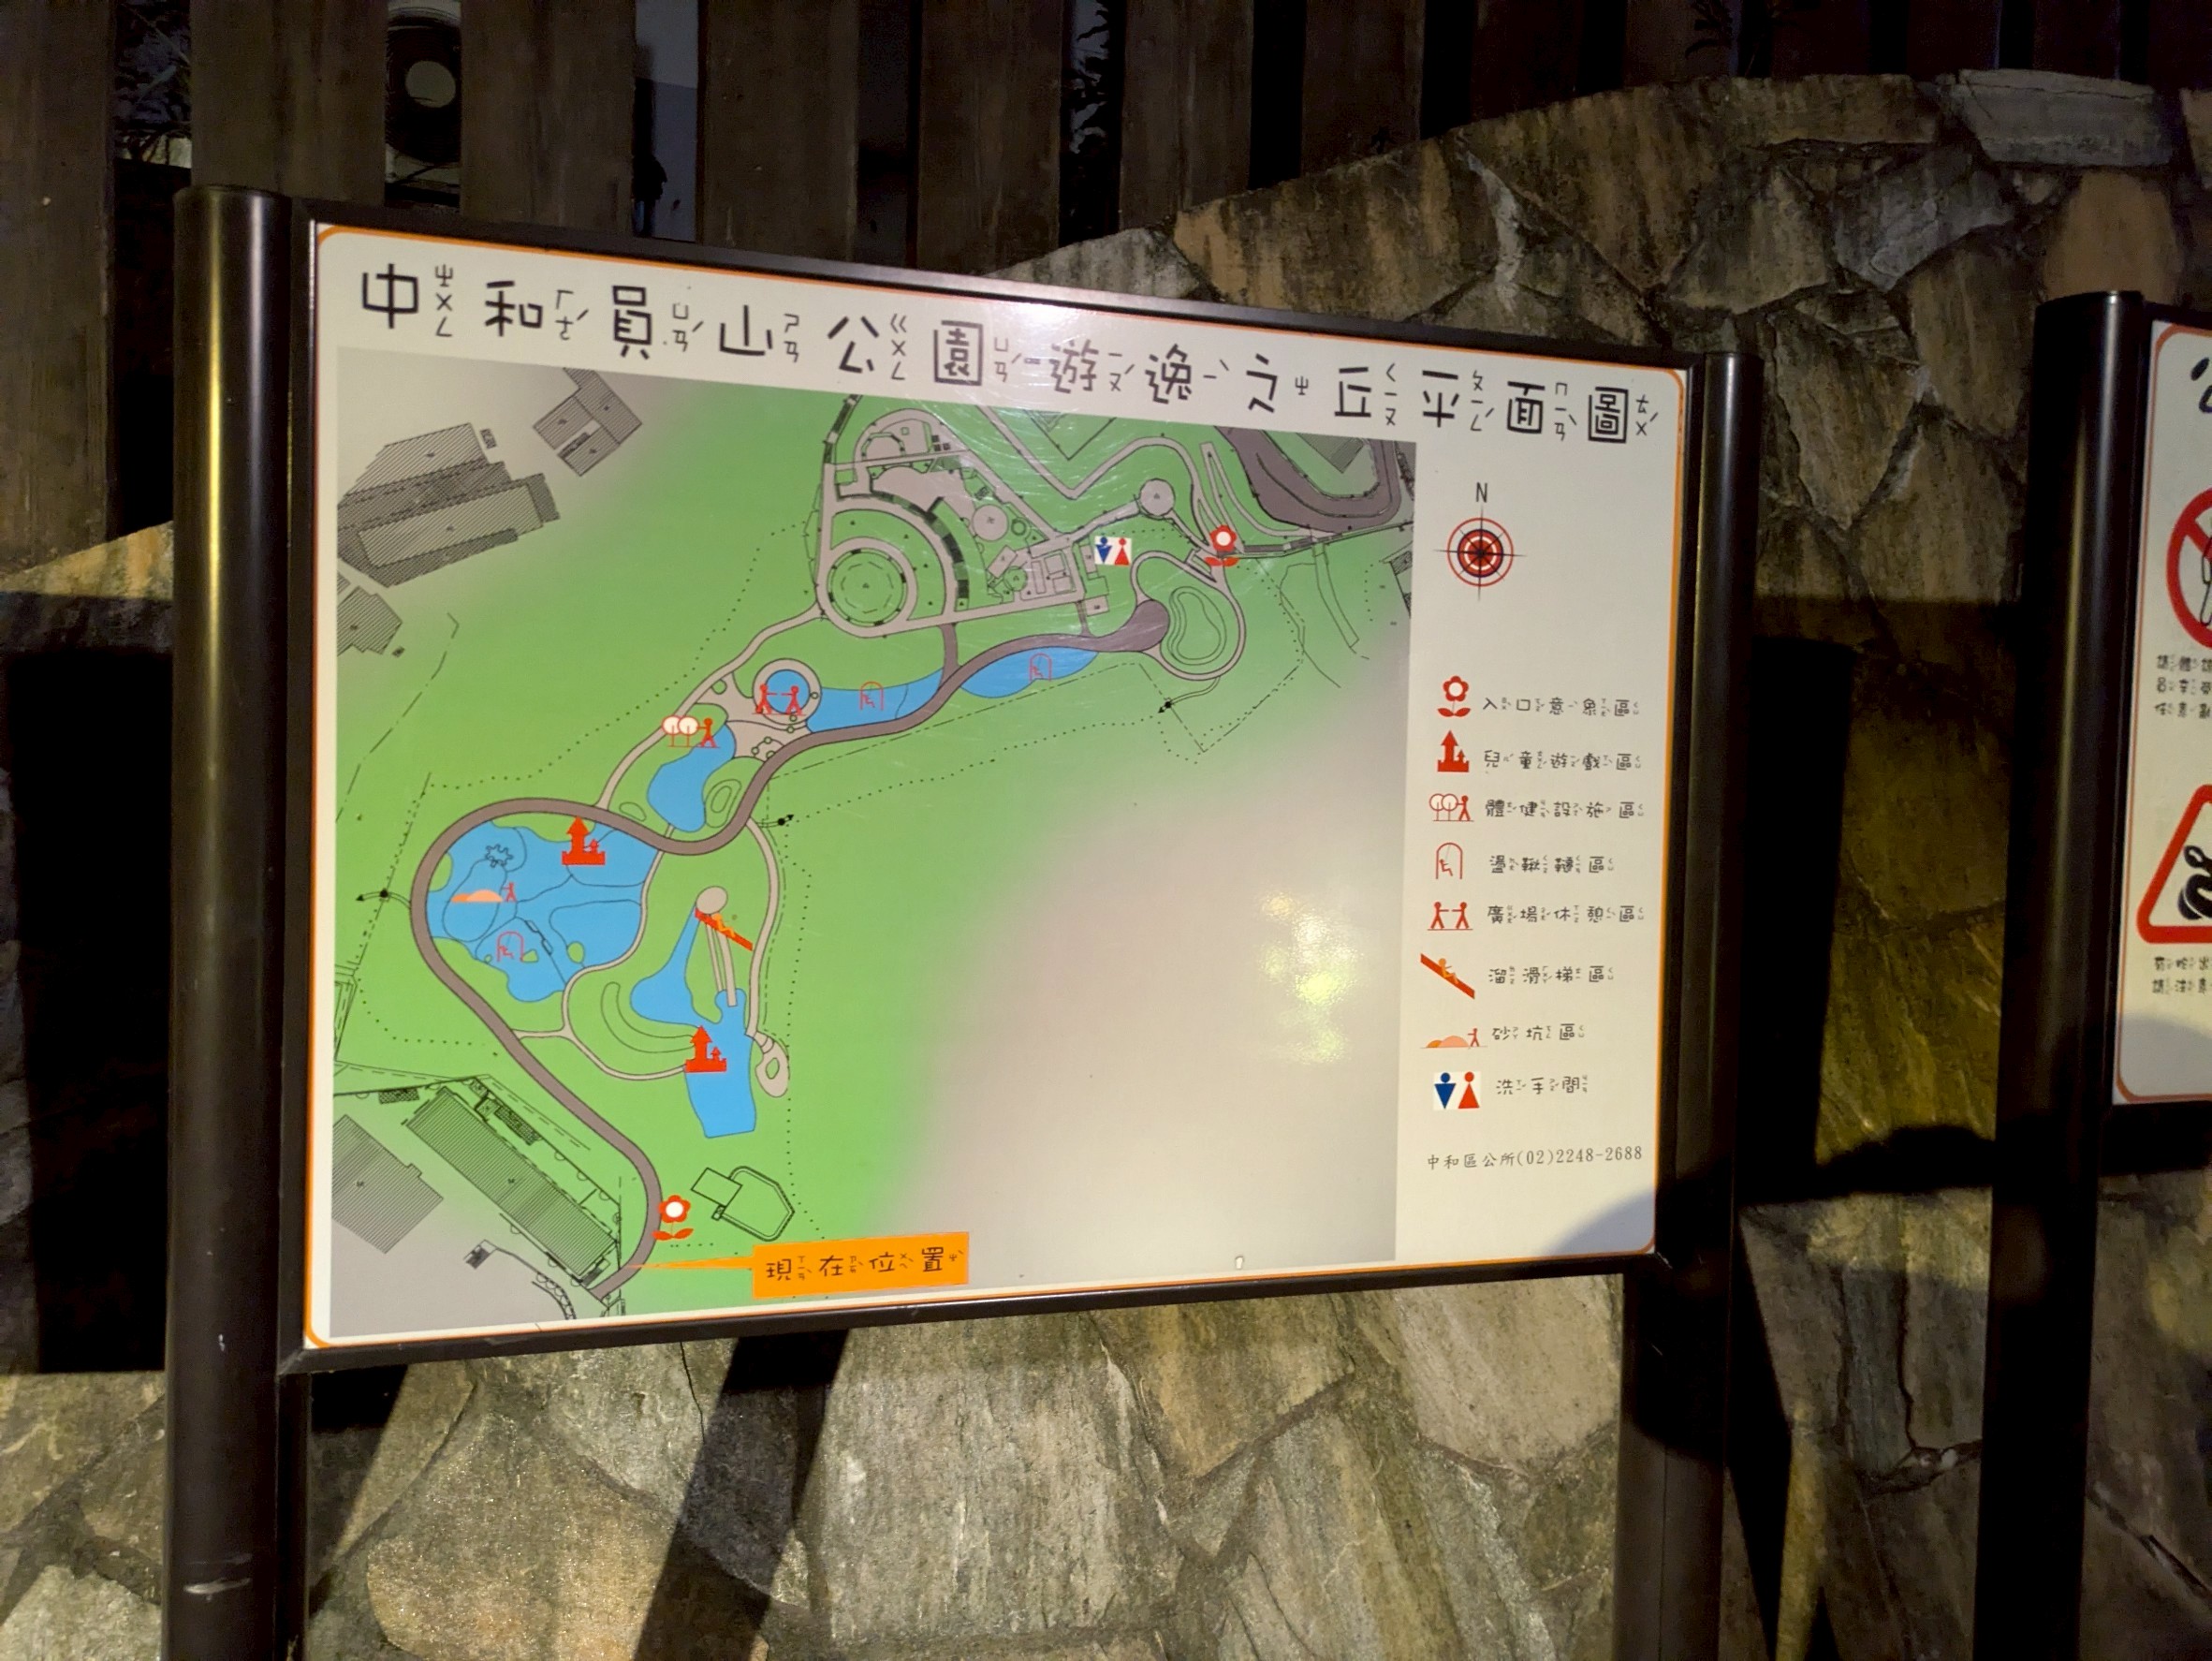 中和員山公園-遊逸之丘平面圖
N
入口意象區
兒童遊戲區
體健設施區
盪鞦韆區
廣場休憩區
溜滑梯區
砂坑區
洗手間
中和區公所(02)2248-2688
現在位置